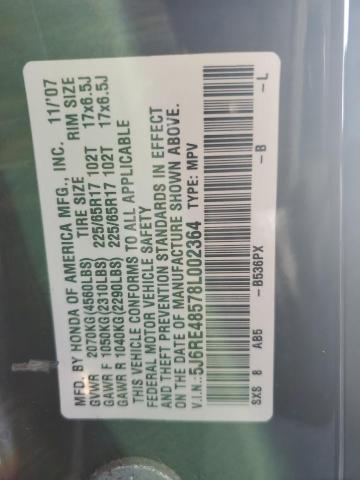 MFD. BY HONDA OF AMERICA MFG., INC. 11/'07
TIRE SIZE RIM SIZE
GVWR 2070KG(4560LBS)
GAWR F 1050KG(2310LBS) 225/65R17 102T 17x6.5J
GAWR R 1040KG(2290LBS) 225/65R17 102T 17x6.5J
THIS VEHICLE CONFORMS TO ALL APPLICABLE
FEDERAL MOTOR VEHICLE SAFETY
AND THEFT PREVENTION STANDARDS IN EFFECT
ON THE DATE OF MANUFACTURE SHOWN ABOVE.
V.I.N.: 5J6RE48578L002364 TYPE: MPV
SXS 8 AB5 -B536PX -B -L